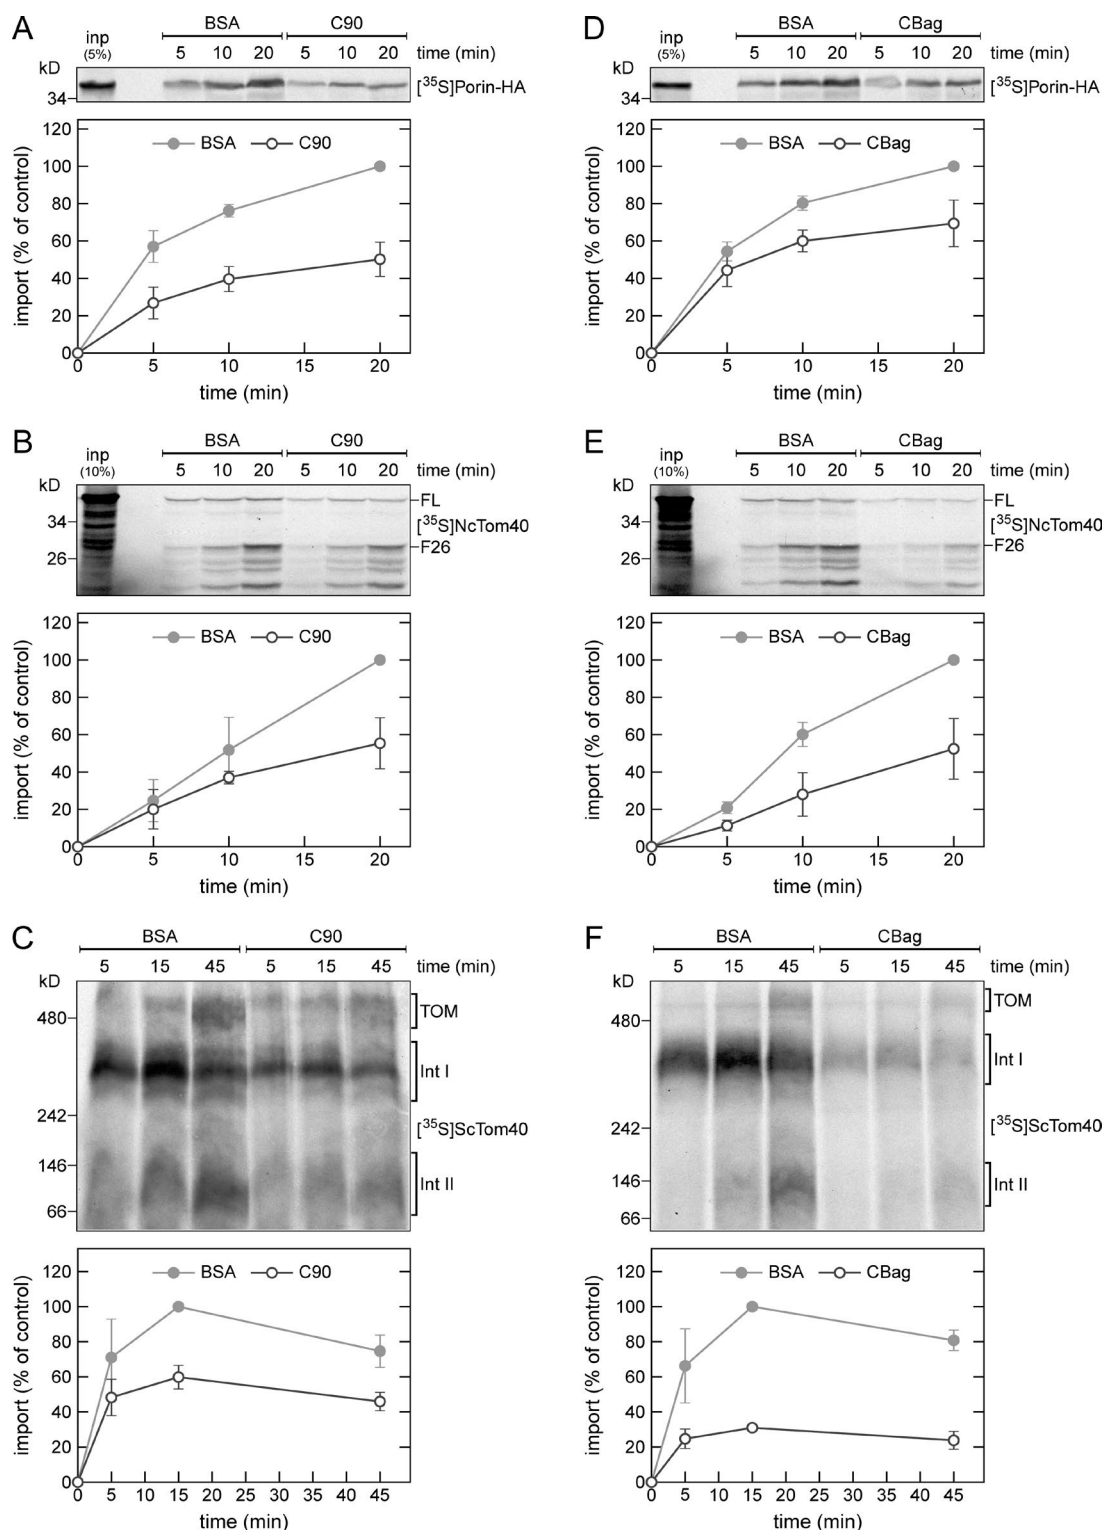 A
BSA C90
inp (5%) 5 10 20 5 10 20 time (min)
kD
34
[³⁵S]Porin-HA
120
100
80
60
40
20
0
import (% of control)
BSA C90
0 5 10 15 20
time (min)
B
BSA C90
inp (10%) 5 10 20 5 10 20 time (min)
kD
FL
34 [³⁵S]NcTom40
F26
26
120
100
80
60
40
20
0
import (% of control)
BSA C90
0 5 10 15 20
time (min)
C
BSA C90
5 15 45 5 15 45 time (min)
kD
TOM
480
Int I
242
[³⁵S]ScTom40
146
Int II
66
120
100
80
60
40
20
0
import (% of control)
BSA C90
0 5 10 15 20 25 30 35 40 45
time (min)
D
BSA CBag
inp (5%) 5 10 20 5 10 20 time (min)
kD
34
[³⁵S]Porin-HA
120
100
80
60
40
20
0
import (% of control)
BSA CBag
0 5 10 15 20
time (min)
E
BSA CBag
inp (10%) 5 10 20 5 10 20 time (min)
kD
FL
34 [³⁵S]NcTom40
F26
26
120
100
80
60
40
20
0
import (% of control)
BSA CBag
0 5 10 15 20
time (min)
F
BSA CBag
5 15 45 5 15 45 time (min)
kD
TOM
480
Int I
242 [³⁵S]ScTom40
146
Int II
66
120
100
80
60
40
20
0
import (% of control)
BSA CBag
0 5 10 15 20 25 30 35 40 45
time (min)